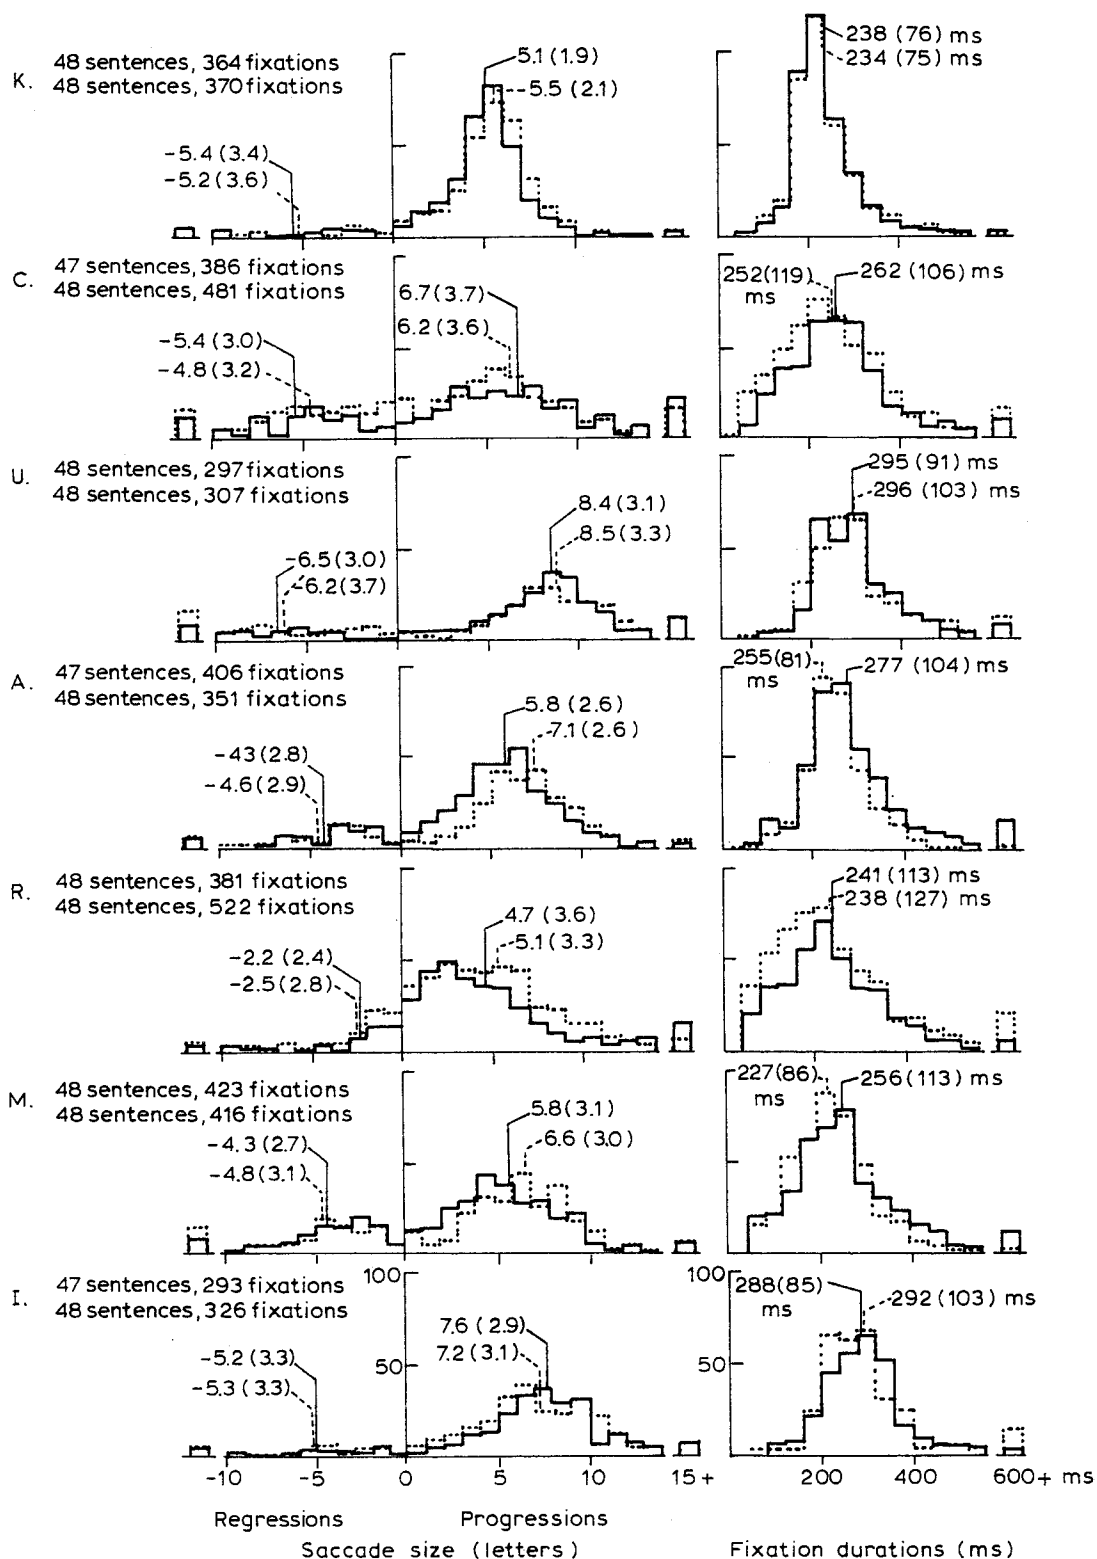 K.
48 sentences, 364 fixations
48 sentences, 370 fixations
-5.4 (3.4)
-5.2 (3.6)
5.1 (1.9)
5.5 (2.1)
238 (76) ms
234 (75) ms
C.
47 sentences, 386 fixations
48 sentences, 481 fixations
-5.4 (3.0)
-4.8 (3.2)
6.7 (3.7)
6.2 (3.6)
252(119)
ms
262 (106) ms
U.
48 sentences, 297 fixations
48 sentences, 307 fixations
-6.5 (3.0)
-6.2 (3.7)
8.4 (3.1)
8.5 (3.3)
295 (91) ms
296 (103) ms
A.
47 sentences, 406 fixations
48 sentences, 351 fixations
-43 (2.8)
-4.6 (2.9)
5.8 (2.6)
7.1 (2.6)
255(81)
ms
277 (104) ms
R.
48 sentences, 381 fixations
48 sentences, 522 fixations
-2.2 (2.4)
-2.5 (2.8)
4.7 (3.6)
5.1 (3.3)
241 (113) ms
238 (127) ms
M.
48 sentences, 423 fixations
48 sentences, 416 fixations
-4.3 (2.7)
-4.8 (3.1)
5.8 (3.1)
6.6 (3.0)
227(86)
ms
256 (113) ms
I.
47 sentences, 293 fixations
48 sentences, 326 fixations
-5.2 (3.3)
-5.3 (3.3)
100
50
7.6 (2.9)
7.2 (3.1)
100
50
288(85)
ms
292 (103) ms
-10 -5 0 5 10 15+
200 400 600+ ms
Regressions Progressions
Saccade size (letters)
Fixation durations (ms)